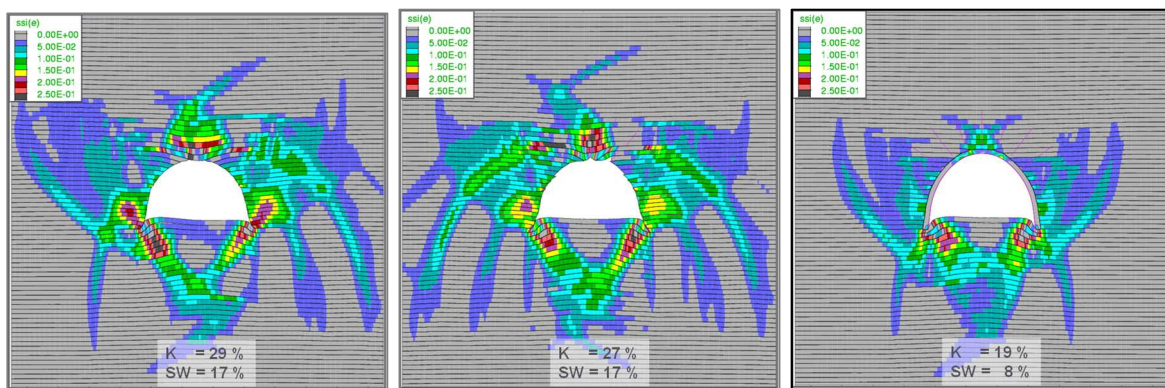 ssi(e)
0.00E+00
5.00E-02
1.00E-01
1.50E-01
2.00E-01
2.50E-01
K = 29 %
SW = 17 %
ssi(e)
0.00E+00
5.00E-02
1.00E-01
1.50E-01
2.00E-01
2.50E-01
K = 27 %
SW = 17 %
ssi(e)
0.00E+00
5.00E-02
1.00E-01
1.50E-01
2.00E-01
2.50E-01
K = 19 %
SW = 8 %